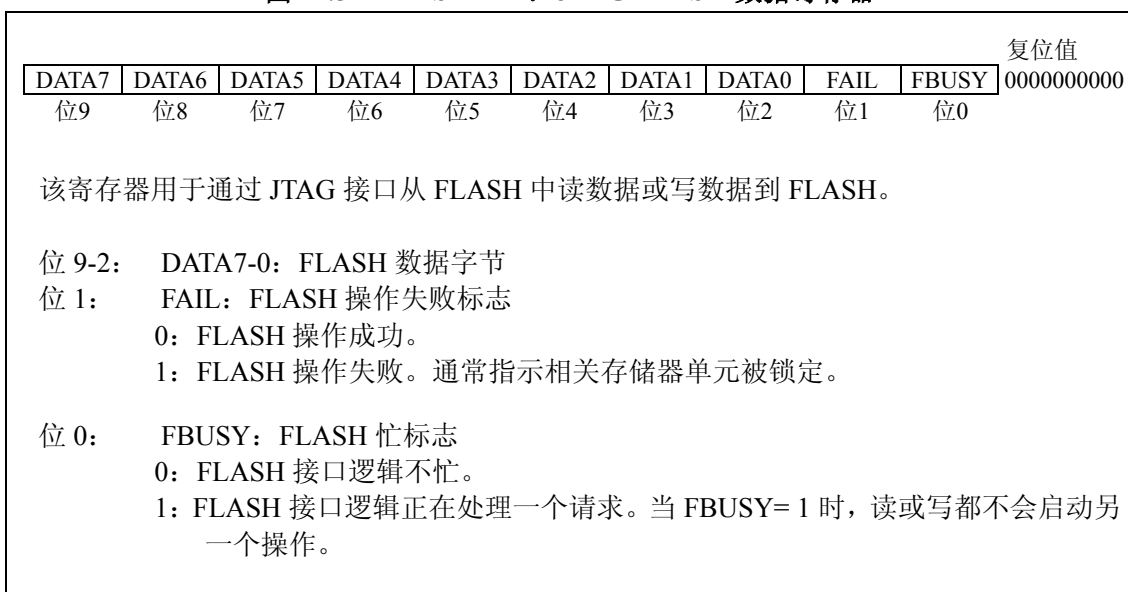 复位值
DATA7 DATA6 DATA5 DATA4 DATA3 DATA2 DATA1 DATA0 FAIL FBUSY 0000000000
位9 位8 位7 位6 位5 位4 位3 位2 位1 位0
该寄存器用于通过 JTAG 接口从 FLASH 中读数据或写数据到 FLASH。
位 9-2： DATA7-0：FLASH 数据字节
位 1： FAIL：FLASH 操作失败标志
0：FLASH 操作成功。
1：FLASH 操作失败。通常指示相关存储器单元被锁定。
位 0： FBUSY：FLASH 忙标志
0：FLASH 接口逻辑不忙。
1：FLASH 接口逻辑正在处理一个请求。当 FBUSY= 1 时，读或写都不会启动另
一个操作。